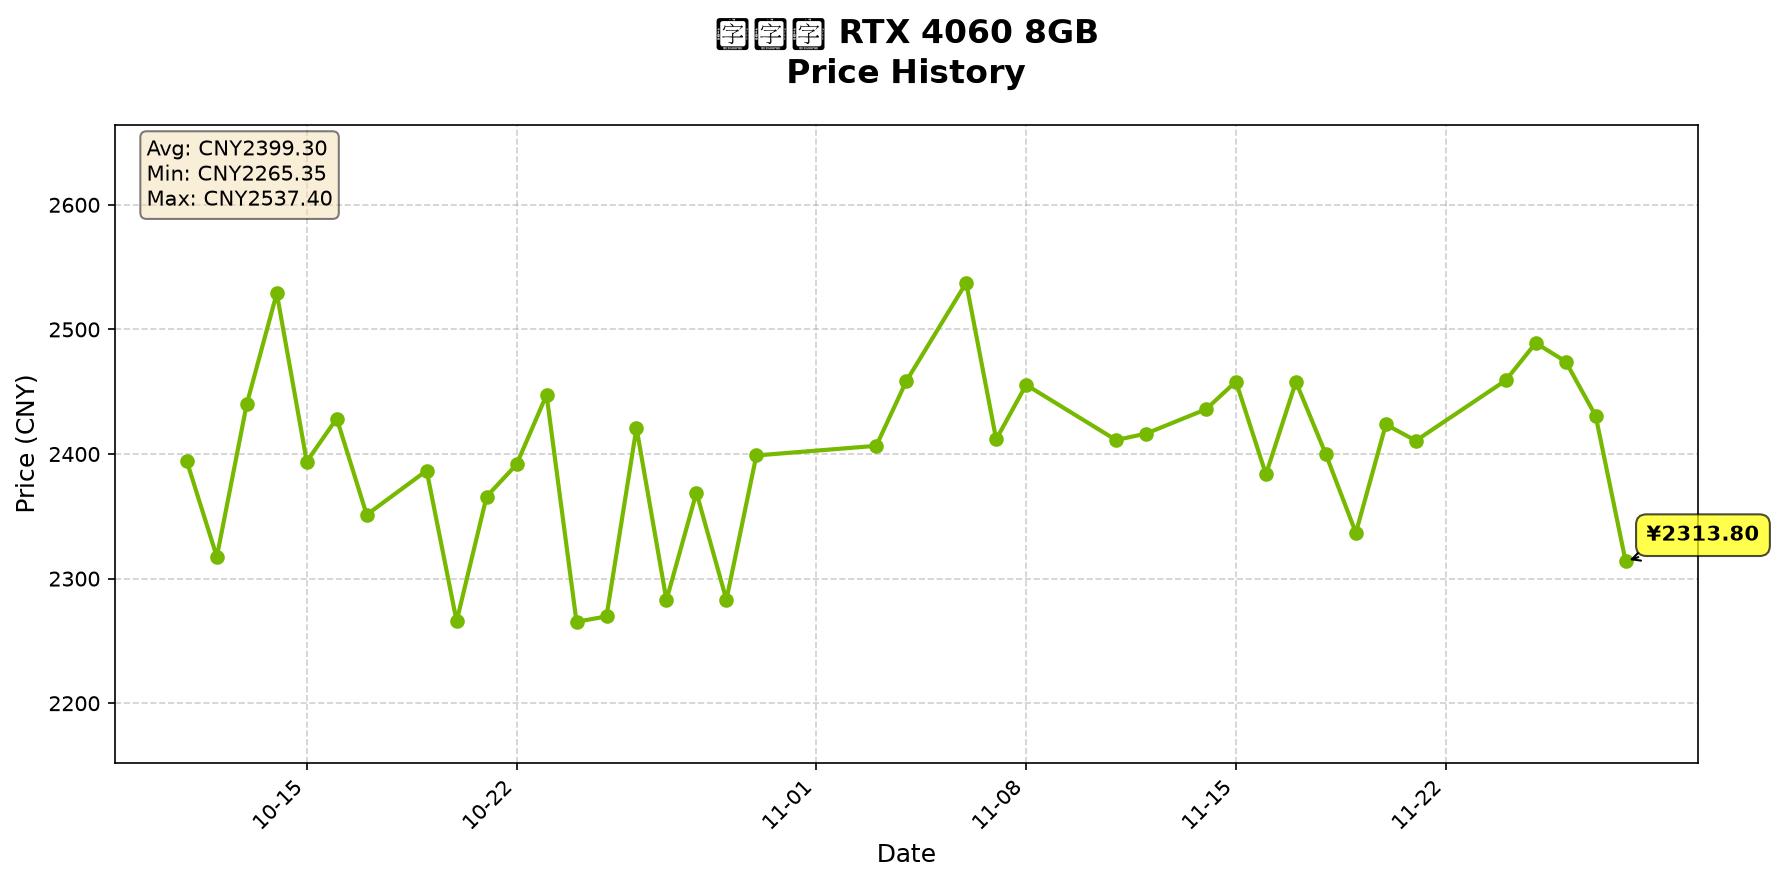 RTX 4060 8GB
Price History
Avg: CNY2399.30
Min: CNY2265.35
Max: CNY2537.40
Price (CNY)
2600
2500
2400
2300
2200
¥2313.80
10-15
10-22
11-01
11-08
11-15
11-22
Date